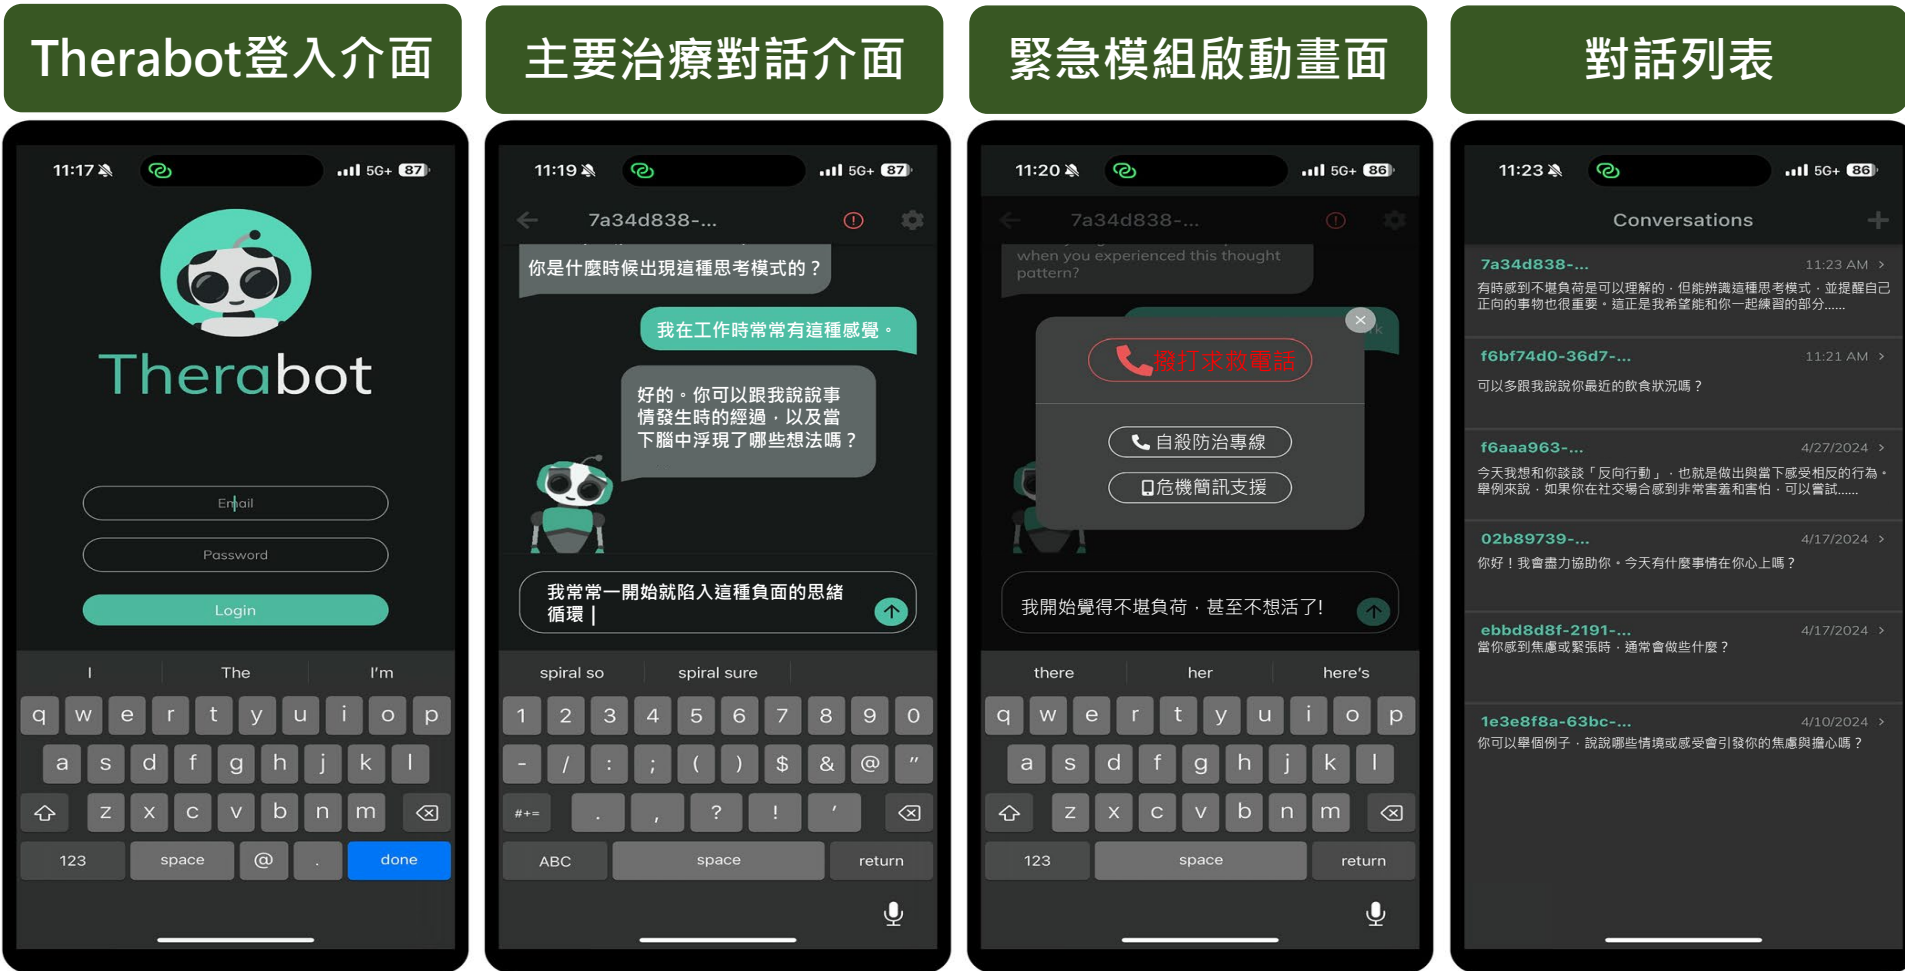 Therabot登入介面
11:17
5G+ 87
Therabot
Email
Password
Login
I The I'm
q w e r t y u i o p
a s d f g h j k l
z x c v b n m
123 space @ . done
主要治療對話介面
11:19
5G+ 87
7a34d838-...
你是什麼時候出現這種思考模式的？
我在工作時常常有這種感覺。
好的。你可以跟我說說事
情發生時的經過，以及當
下腦中浮現了哪些想法嗎？
我常常一開始就陷入這種負面的思緒
循環
spiral so spiral sure
1 2 3 4 5 6 7 8 9 0
- / : ; ( ) $ & @ "
#+= . , ? ! '
ABC space return
緊急模組啟動畫面
11:20
5G+ 86
7a34d838-...
when you experienced this thought
pattern?
撥打求救電話
自殺防治專線
危機簡訊支援
我開始覺得不堪負荷，甚至不想活了!
there her here's
q w e r t y u i o p
a s d f g h j k l
z x c v b n m
123 space return
對話列表
11:23
5G+ 86
Conversations +
7a34d838-... 11:23 AM >
有時感到不堪負荷是可以理解的，但能辨識這種思考模式，並提醒自己
正向的事物也很重要。這正是我希望能和你一起練習的部分......
f6bf74d0-36d7-... 11:21 AM >
可以多跟我說說你最近的飲食狀況嗎？
f6aaa963-... 4/27/2024 >
今天我想和你談談「反向行動」，也就是做出與當下感受相反的行為。
舉例來說，如果你在社交場合感到非常害羞和害怕，可以嘗試......
02b89739-... 4/17/2024 >
你好！我會盡力協助你。今天有什麼事情在你心上嗎？
ebbd8d8f-2191-... 4/17/2024 >
當你感到焦慮或緊張時，通常會做些什麼？
1e3e8f8a-63bc-... 4/10/2024 >
你可以舉個例子，說說哪些情境或感受會引發你的焦慮與擔心嗎？